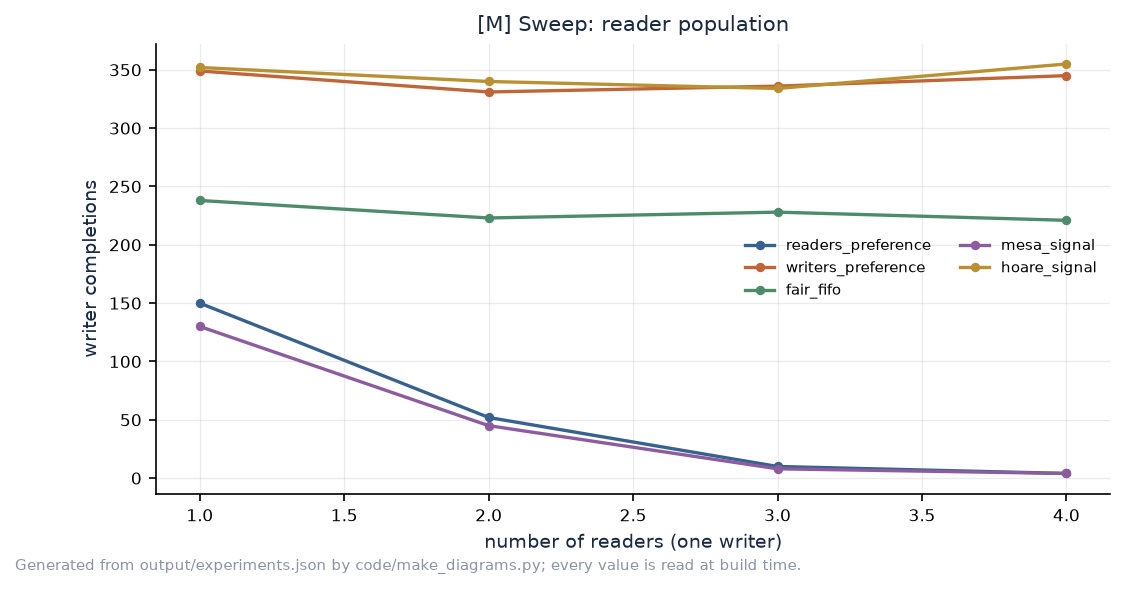 [M] Sweep: reader population
writer completions
350
300
250
200
150
100
50
0
readers_preference
writers_preference
fair_fifo
mesa_signal
hoare_signal
1.0 1.5 2.0 2.5 3.0 3.5 4.0
number of readers (one writer)
Generated from output/experiments.json by code/make_diagrams.py; every value is read at build time.